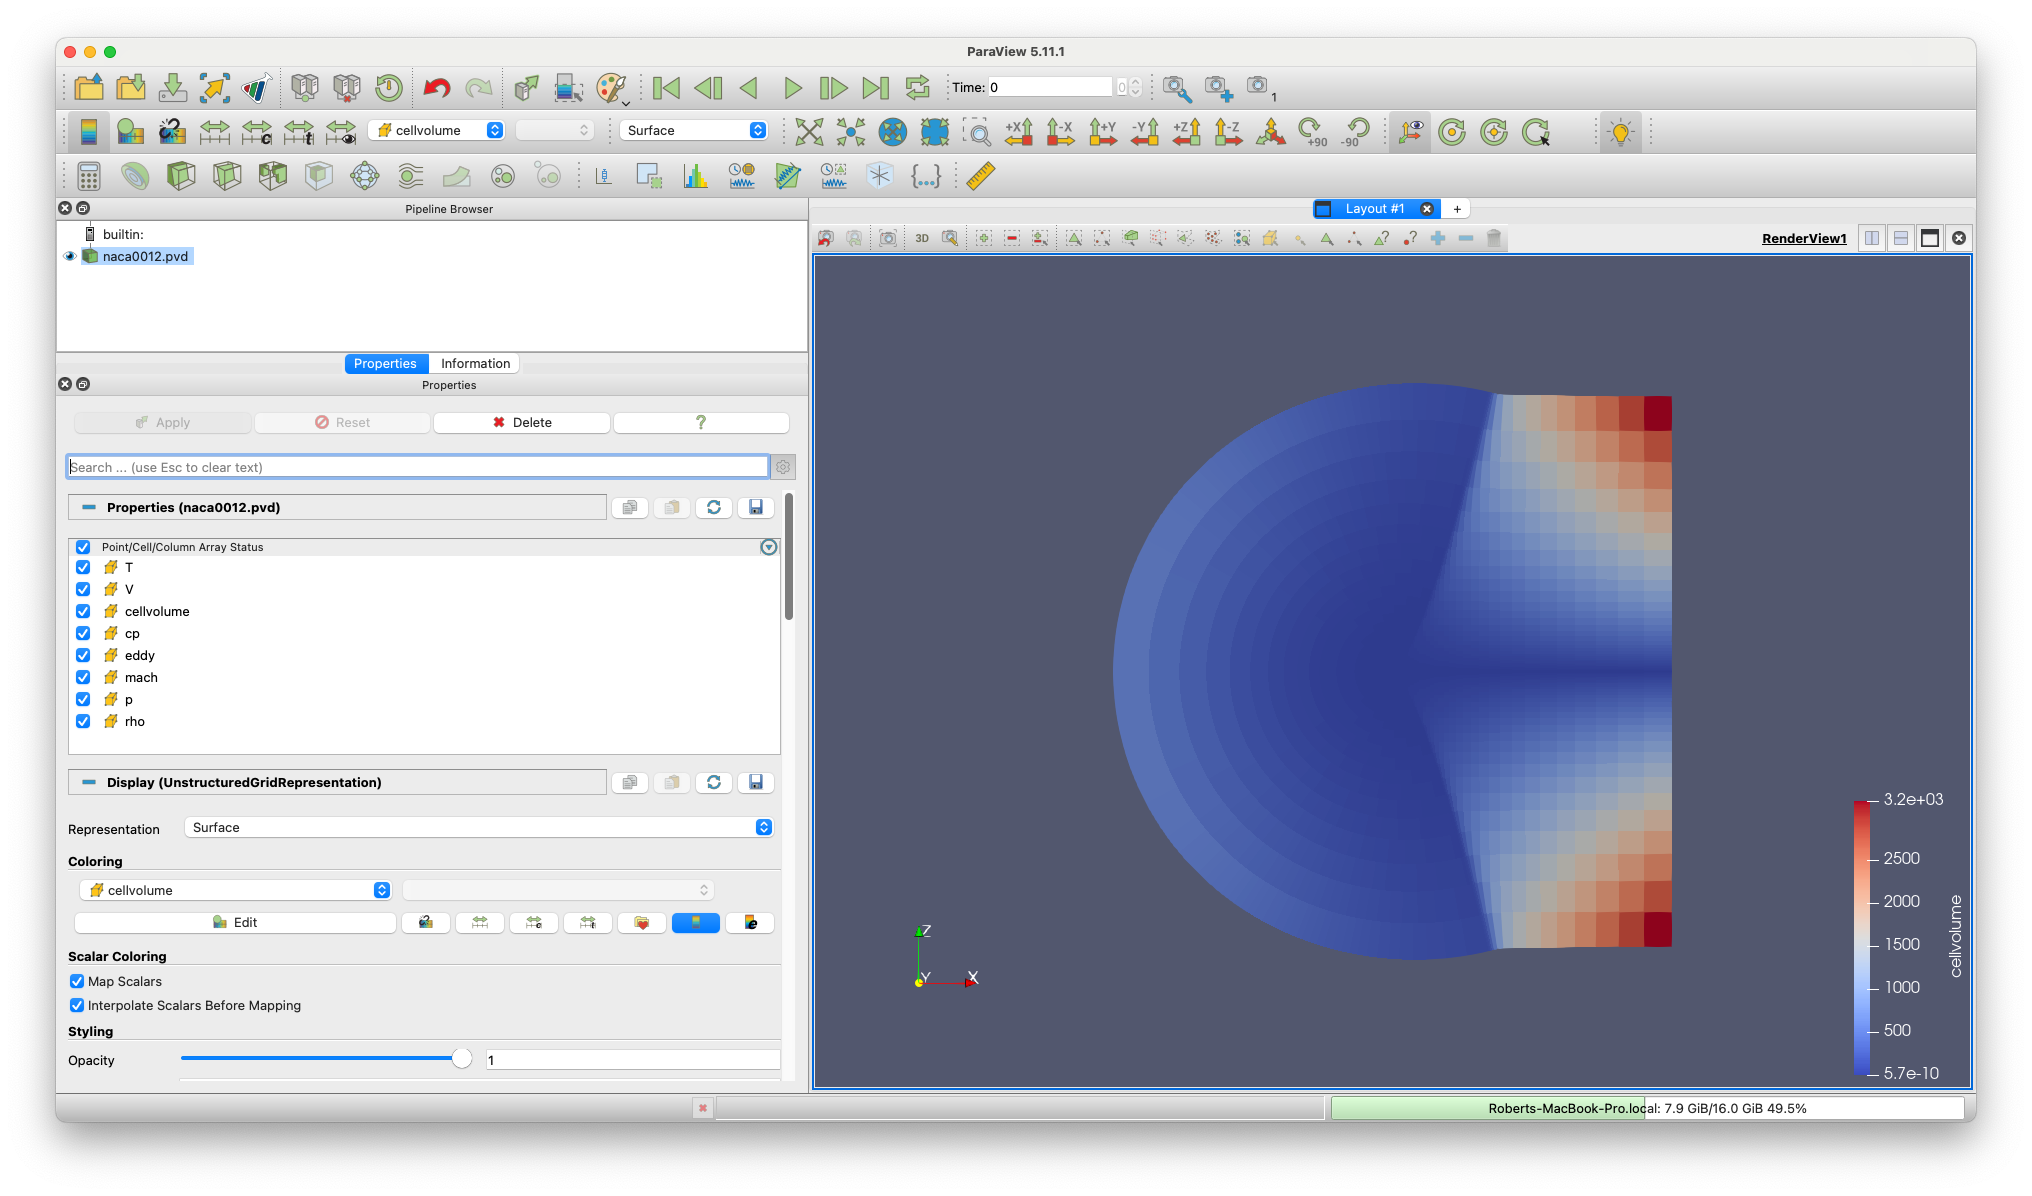 ParaView 5.11.1
Time: 0
0
1
cellvolume
Surface
+X
-X
+Y
-Y
+Z
-Z
+90
-90
Pipeline Browser
builtin:
naca0012.pvd
Properties
Information
Properties
Apply
Reset
Delete
?
Search ... (use Esc to clear text)
Properties (naca0012.pvd)
Point/Cell/Column Array Status
T
V
cellvolume
cp
eddy
mach
p
rho
Display (UnstructuredGridRepresentation)
Representation
Surface
Coloring
cellvolume
Edit
Scalar Coloring
Map Scalars
Interpolate Scalars Before Mapping
Styling
Opacity
1
Layout #1
+
3D
RenderView1
Z
Y
X
3.2e+03
2500
2000
1500
1000
500
5.7e-10
cellvolume
Roberts-MacBook-Pro.local: 7.9 GiB/16.0 GiB 49.5%